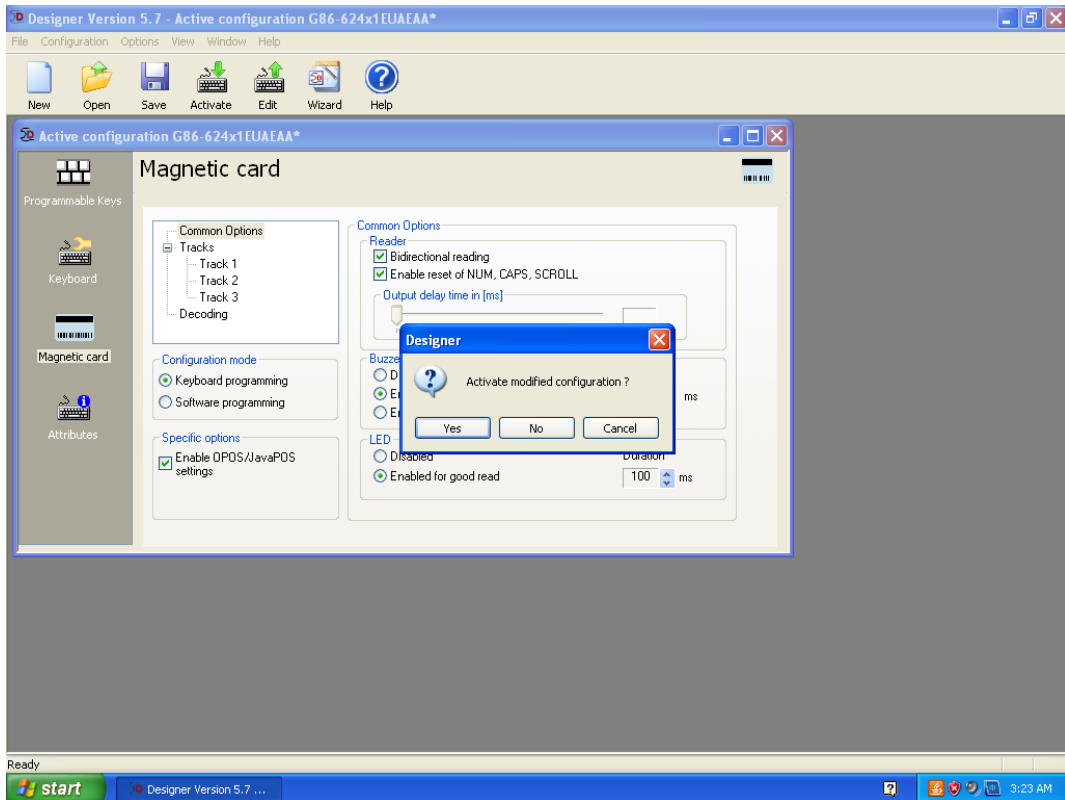 Designer Version 5.7 - Active configuration G86-624x1EUAEAA*
File Configuration Options View Window Help
New Open Save Activate Edit Wizard Help
Active configuration G86-624x1EUAEAA*
Programmable Keys
Keyboard
Magnetic card
Attributes
Magnetic card
Common Options
Tracks
Track 1
Track 2
Track 3
Decoding
Configuration mode
Keyboard programming
Software programming
Specific options
Enable OPOS/JavaPOS
settings
Common Options
Reader
Bidirectional reading
Enable reset of NUM, CAPS, SCROLL
Output delay time in [ms]
ms
LED
Disabled
Duration
Enabled for good read
100 ms
Designer
Activate modified configuration ?
Yes No Cancel
Ready
start
Designer Version 5.7 ...
3:23 AM